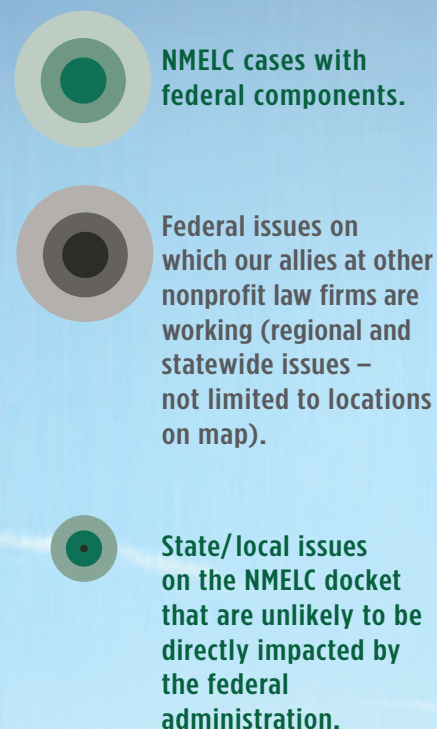 NMELC cases with
federal components.
Federal issues on
which our allies at other
nonprofit law firms are
working (regional and
statewide issues –
not limited to locations
on map).
State/local issues
on the NMELC docket
that are unlikely to be
directly impacted by
the federal
administration.